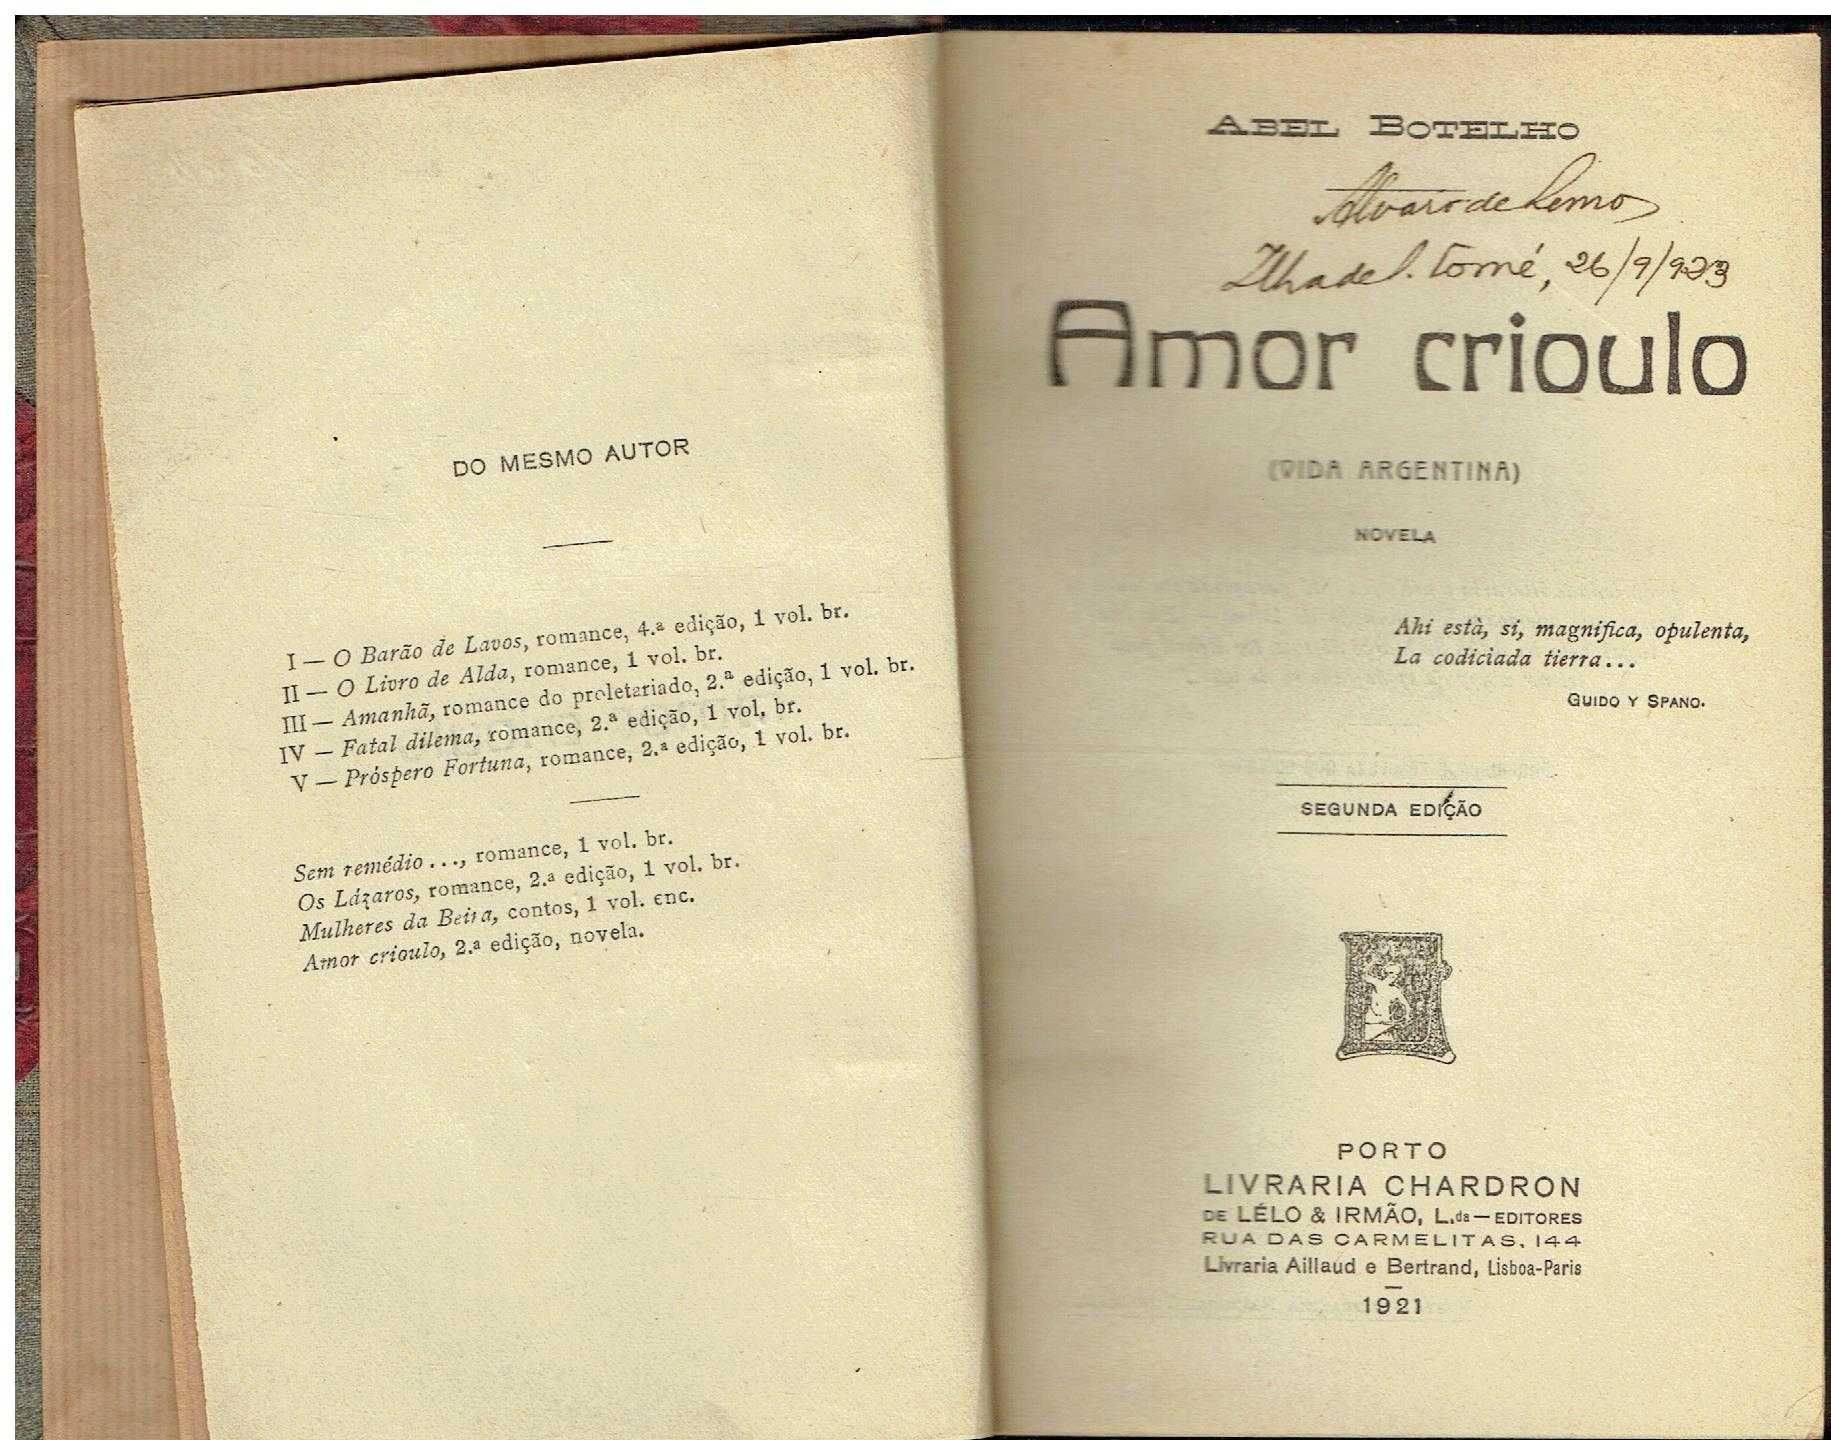 DO MESMO AUTOR
I — O Barão de Lavos, romance, 4.ª edição, 1 vol. br.
II — O Livro de Alda, romance, 1 vol. br.
III — Amanhã, romance do proletariado, 2.ª edição, 1 vol. br.
IV — Fatal dilema, romance, 2.ª edição, 1 vol. br.
V — Próspero Fortuna, romance, 2.ª edição, 1 vol. br.
Sem remédio..., romance, 1 vol. br.
Os Lázaros, romance, 2.ª edição, 1 vol. br.
Mulheres da Beira, contos, 1 vol. enc.
Amor crioulo, 2.ª edição, novela.
ABEL BOTELHO
Alvaro de Lemos
Ilha de S. Tomé, 26/9/923
Amor crioulo
(VIDA ARGENTINA)
NOVELA
Ahi està, si, magnifica, opulenta,
La codiciada tierra...
GUIDO Y SPANO.
SEGUNDA EDIÇÃO
PORTO
LIVRARIA CHARDRON
DE LÉLO & IRMÃO, L.da — EDITORES
RUA DAS CARMELITAS, 144
Livraria Aillaud e Bertrand, Lisboa-Paris
1921